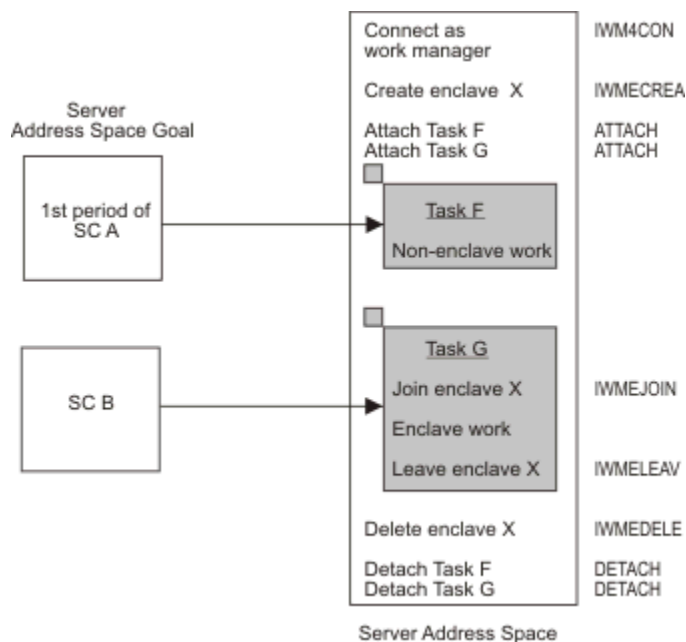 Connect as work manager IWM4CON
Create enclave X IWMECREA
Server
Address Space Goal
Attach Task F ATTACH
Attach Task G ATTACH
1st period of
SC A
Task F
Non-enclave work
Task G
SC B
Join enclave X IWMEJOIN
Enclave work
Leave enclave X IWMELEAV
Delete enclave X IWMEDELE
Detach Task F DETACH
Detach Task G DETACH
Server Address Space